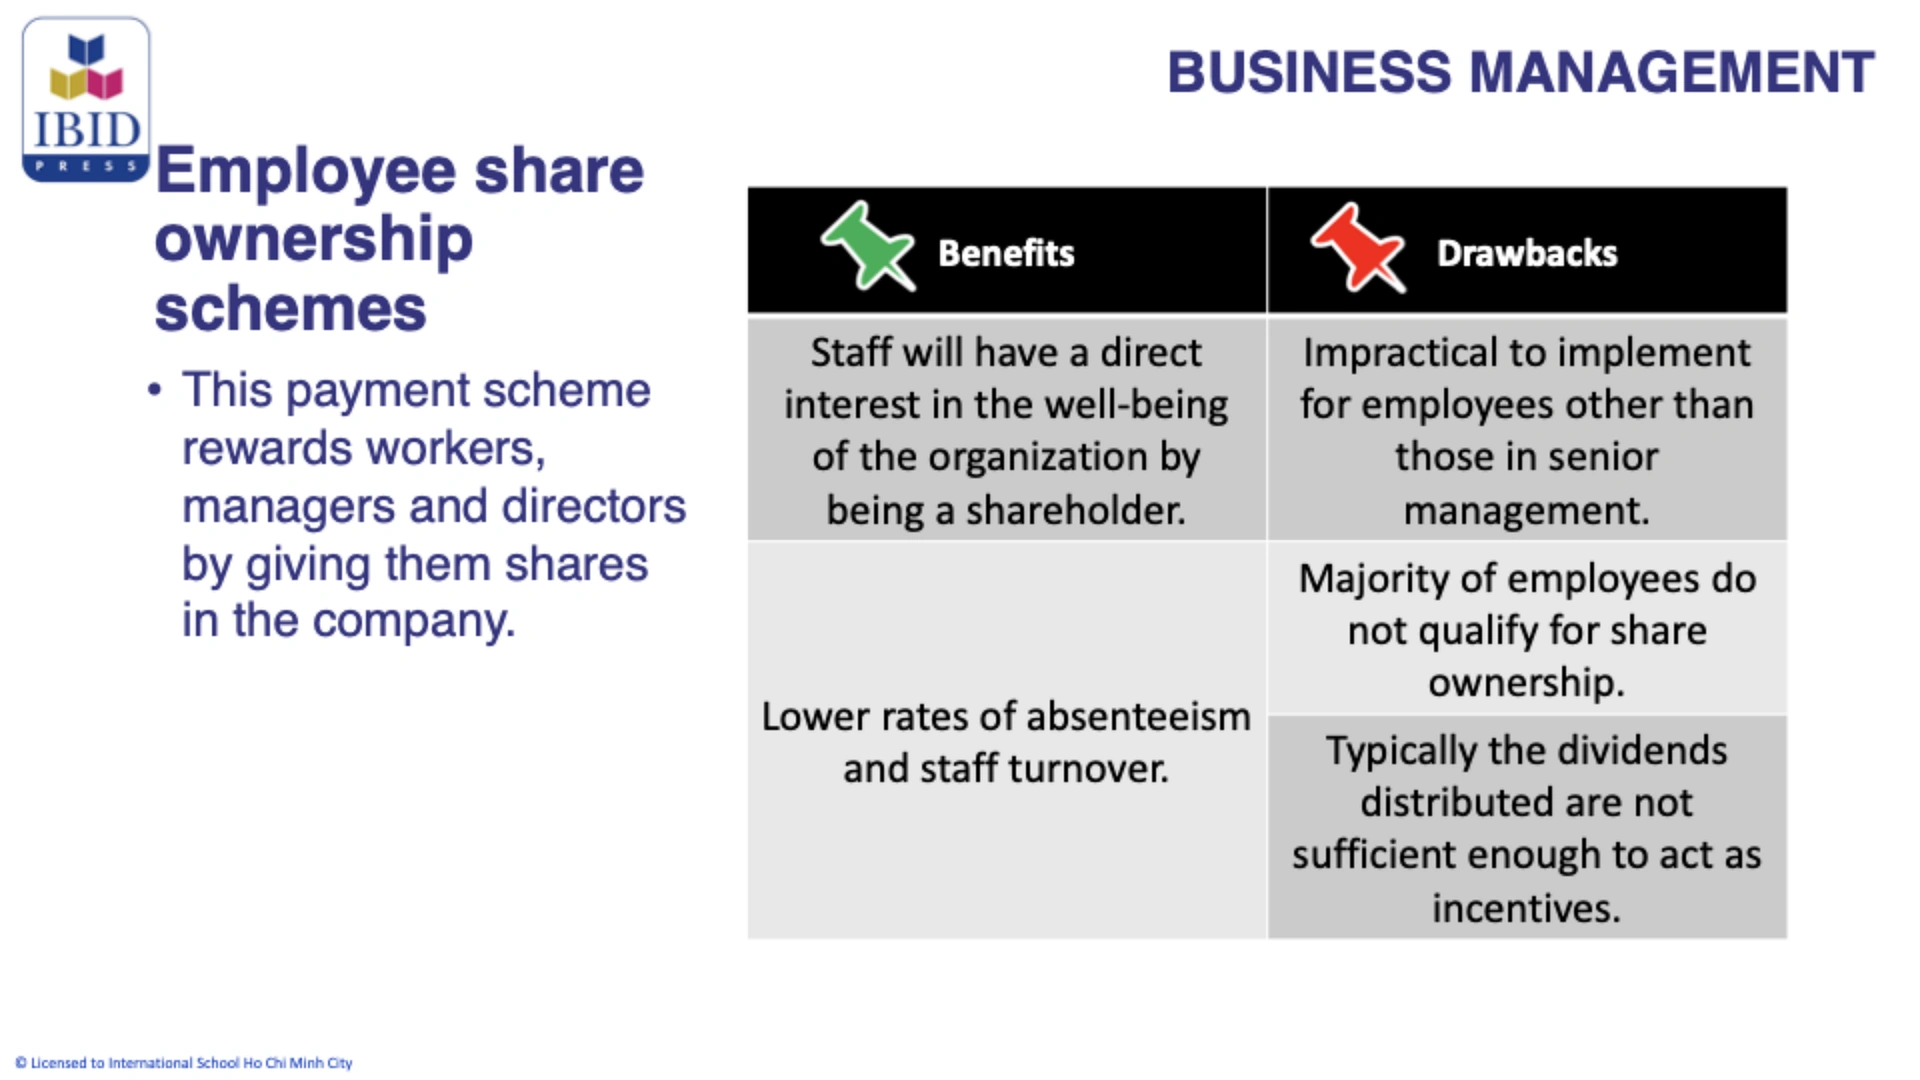 IBID
PRESS
BUSINESS MANAGEMENT
Employee share
ownership
schemes
• This payment scheme
rewards workers,
managers and directors
by giving them shares
in the company.
Benefits
Drawbacks
Staff will have a direct
interest in the well-being
of the organization by
being a shareholder.
Impractical to implement
for employees other than
those in senior
management.
Lower rates of absenteeism
and staff turnover.
Majority of employees do
not qualify for share
ownership.
Typically the dividends
distributed are not
sufficient enough to act as
incentives.
© Licensed to International School Ho Chi Minh City